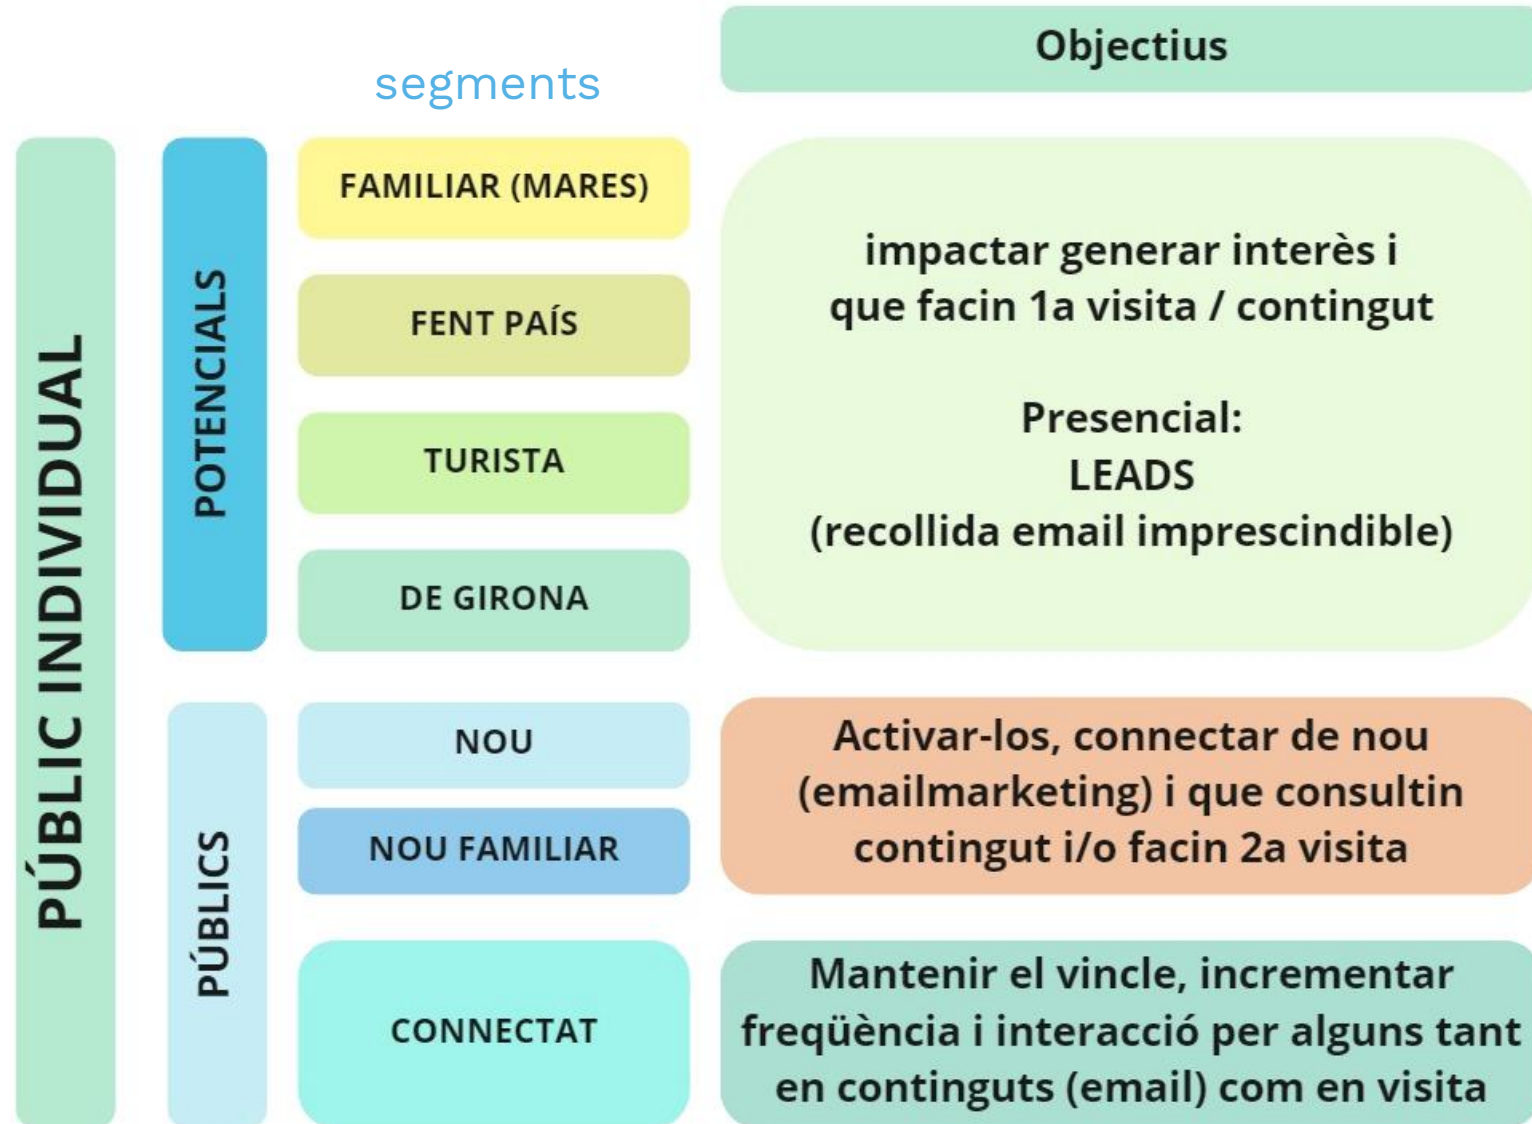 Objectius
segments
PÚBLIC INDIVIDUAL
POTENCIALS
FAMILIAR (MARES)
FENT PAÍS
TURISTA
DE GIRONA
impactar generar interès i
que facin 1a visita / contingut
Presencial:
LEADS
(recollida email imprescindible)
PÚBLICS
NOU
NOU FAMILIAR
Activar-los, connectar de nou
(emailmarketing) i que consultin
contingut i/o facin 2a visita
CONNECTAT
Mantenir el vincle, incrementar
freqüència i interacció per alguns tant
en continguts (email) com en visita